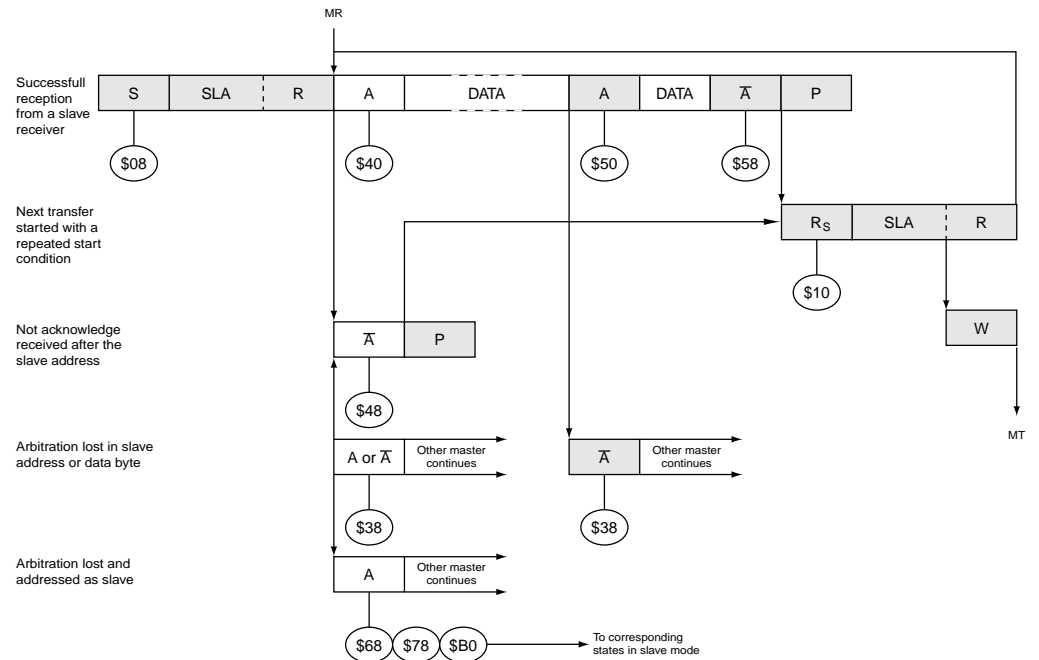 MR
Successfull
reception
from a slave
receiver
S SLA R A DATA A DATA A̅ P
$08 $40 $50 $58
Next transfer
started with a
repeated start
condition
RS SLA R
$10
Not acknowledge
received after the
slave address
A̅ P
W
$48
MT
Arbitration lost in slave
address or data byte
A or A̅
Other master
continues
A̅
Other master
continues
$38 $38
Arbitration lost and
addressed as slave
A
Other master
continues
$68 $78 $B0
To corresponding
states in slave mode